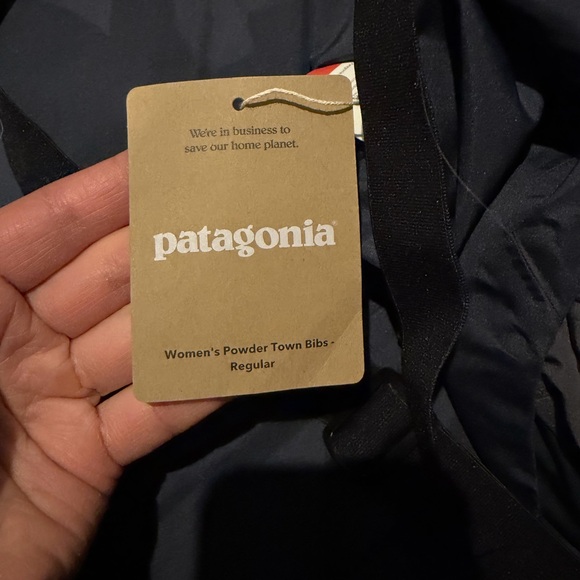 We're in business to
save our home planet.
patagonia®
Women's Powder Town Bibs -
Regular